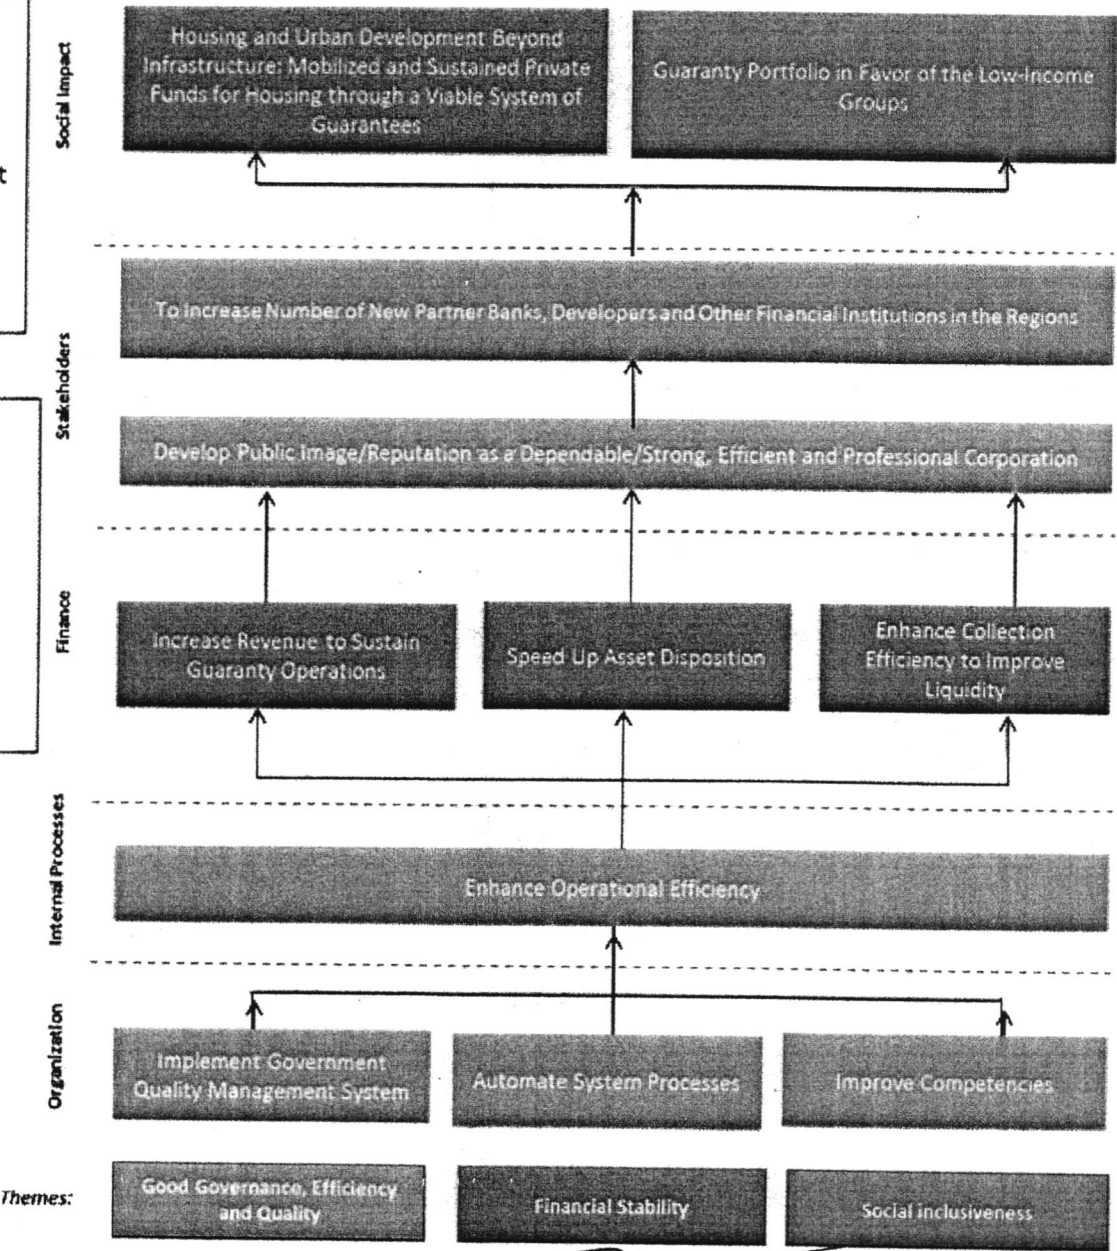 Social Impact
Housing and Urban Development Beyond
Infrastructure: Mobilized and Sustained Private
Funds for Housing through a Viable System of
Guarantees
Guaranty Portfolio in Favor of the Low-Income
Groups
t
Stakeholders
To Increase Number of New Partner Banks, Developers and Other Financial Institutions in the Regions
Develop Public Image/Reputation as a Dependable/Strong, Efficient and Professional Corporation
Finance
Increase Revenue to Sustain
Guaranty Operations
Speed Up Asset Disposition
Enhance Collection
Efficiency to Improve
Liquidity
Internal Processes
Enhance Operational Efficiency
Organization
Implement Government
Quality Management System
Automate System Processes
Improve Competencies
Themes:
Good Governance, Efficiency
and Quality
Financial Stability
Social Inclusiveness